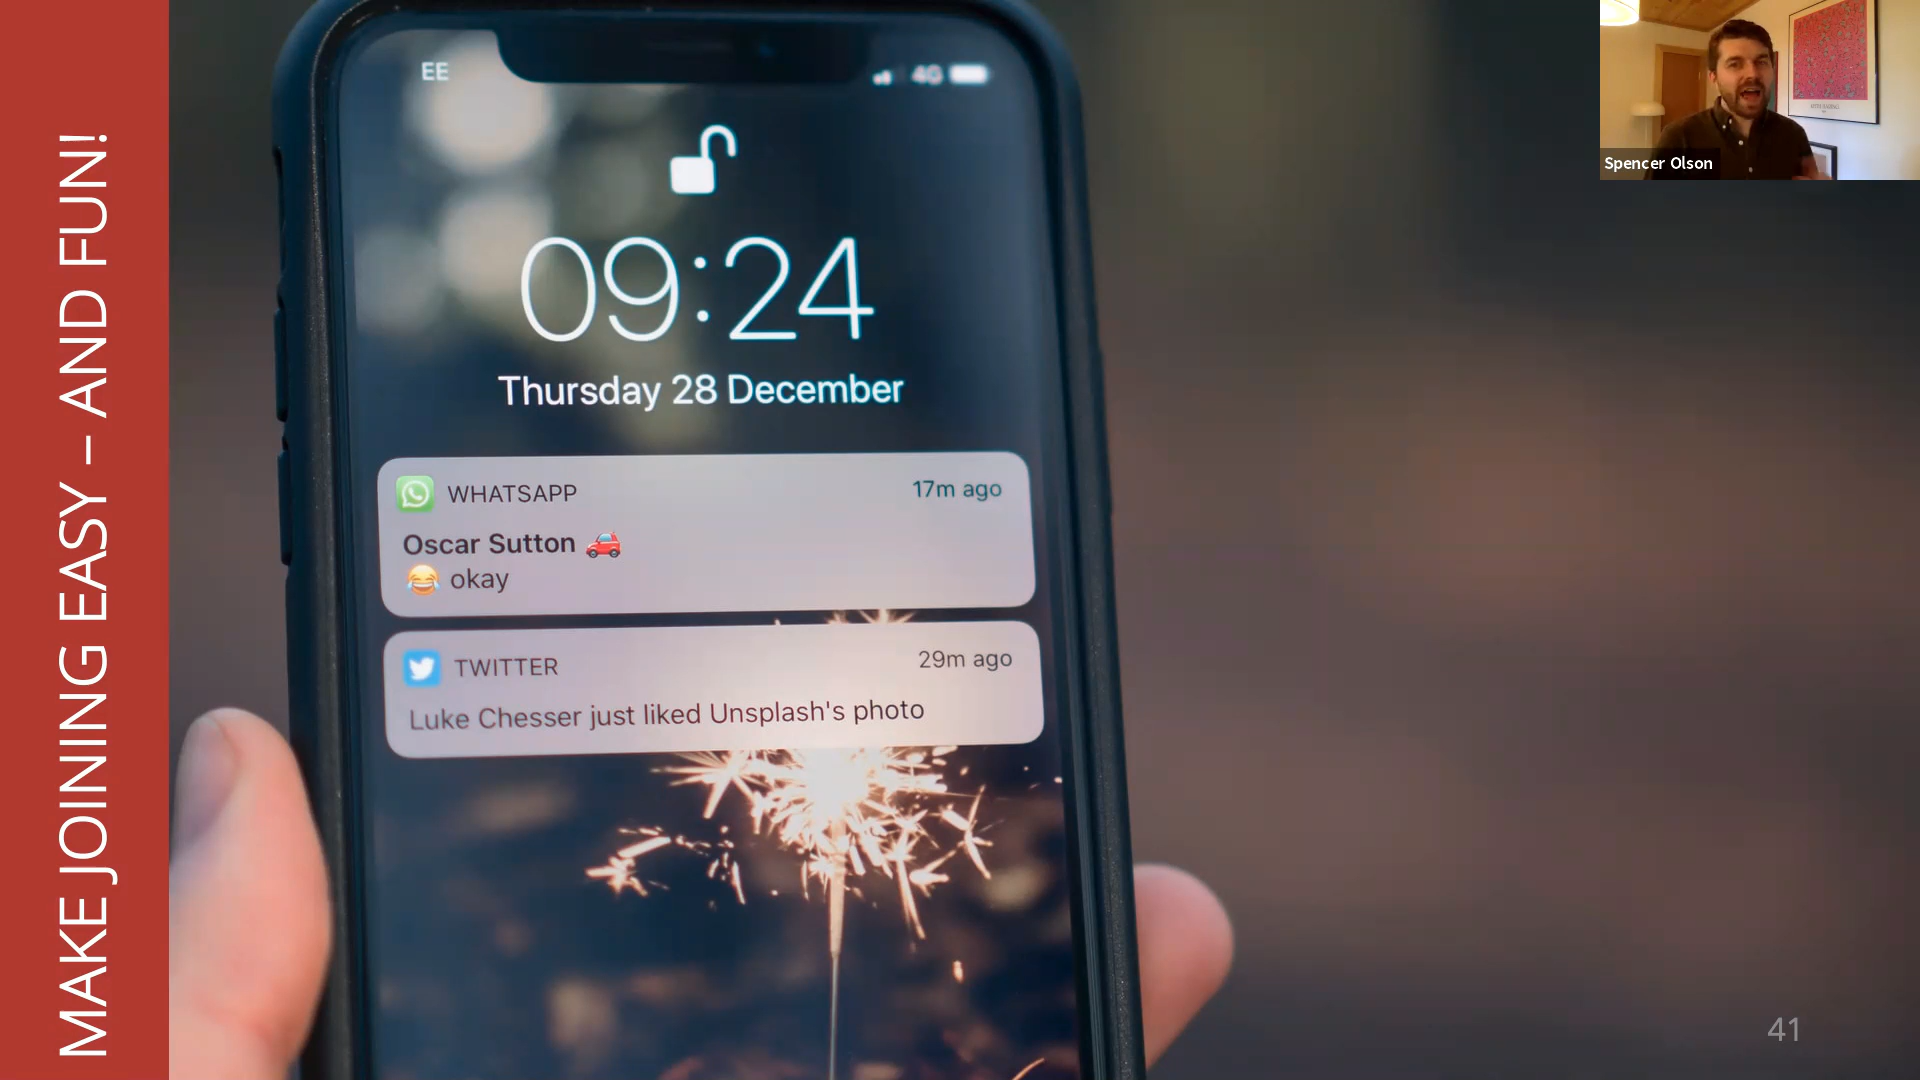 MAKE JOINING EASY – AND FUN!
EE
4G
09:24
Thursday 28 December
WHATSAPP
17m ago
Oscar Sutton 🚗
😂 okay
TWITTER
29m ago
Luke Chesser just liked Unsplash's photo
Spencer Olson
41